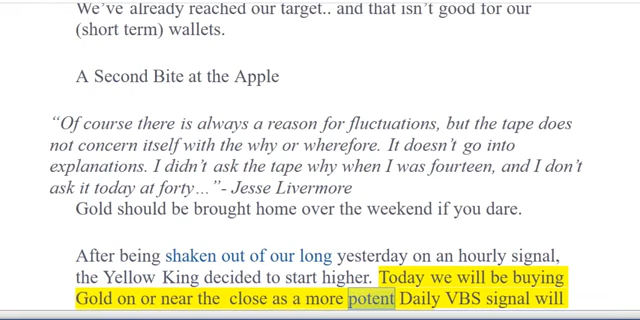 We've already reached our target.. and that isn't good for our
(short term) wallets.
A Second Bite at the Apple
“Of course there is always a reason for fluctuations, but the tape does
not concern itself with the why or wherefore. It doesn't go into
explanations. I didn't ask the tape why when I was fourteen, and I don't
ask it today at forty…”- Jesse Livermore
Gold should be brought home over the weekend if you dare.
After being shaken out of our long yesterday on an hourly signal,
the Yellow King decided to start higher. Today we will be buying
Gold on or near the  close as a more potent Daily VBS signal will